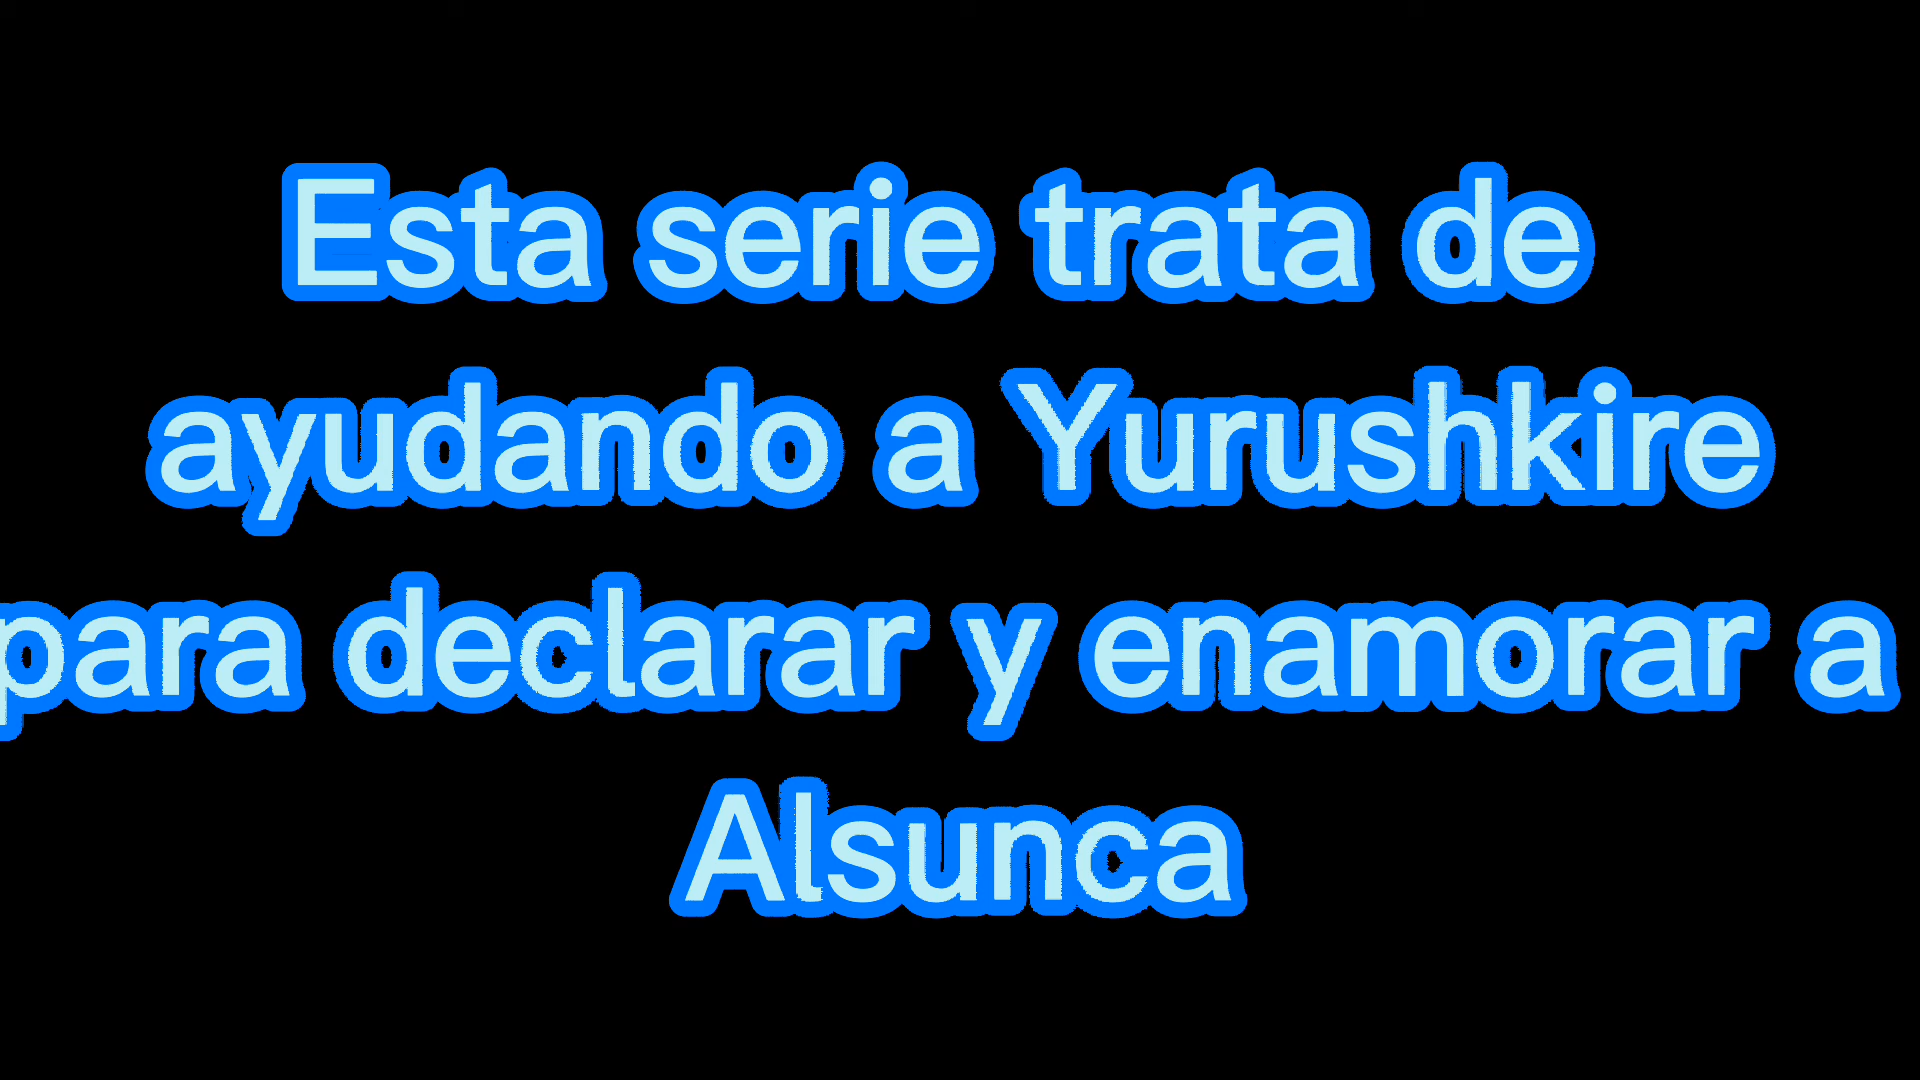 Esta serie trata de
ayudando a Yurushkire
para declarar y enamorar a
Alsunca